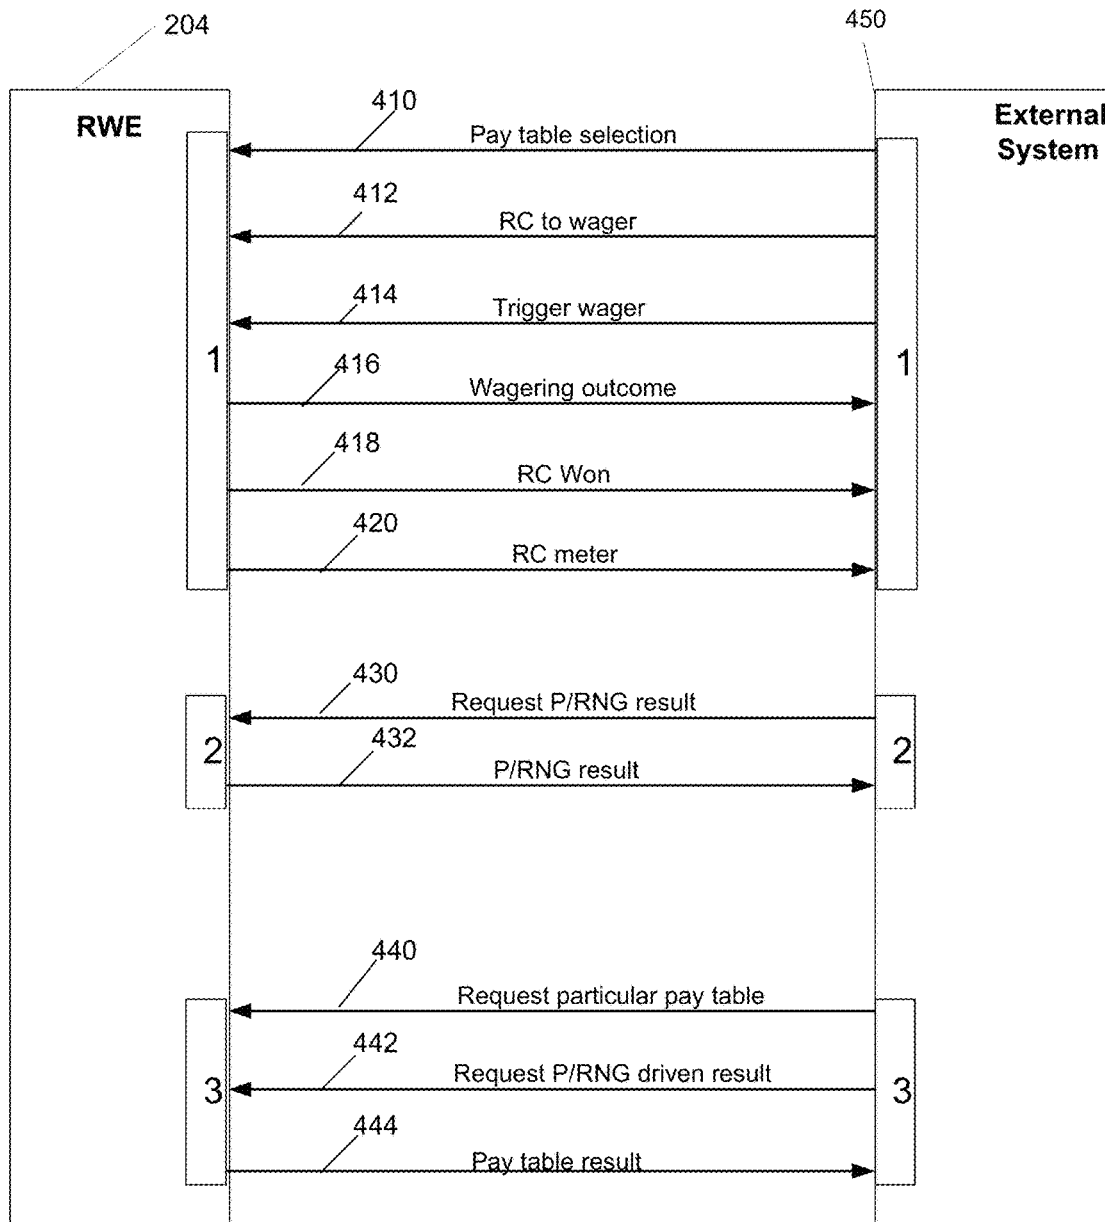 204
450
RWE
External
System
410
Pay table selection
412
RC to wager
414
Trigger wager
1
1
416
Wagering outcome
418
RC Won
420
RC meter
430
Request P/RNG result
2
2
432
P/RNG result
440
Request particular pay table
442
Request P/RNG driven result
3
3
444
Pay table result